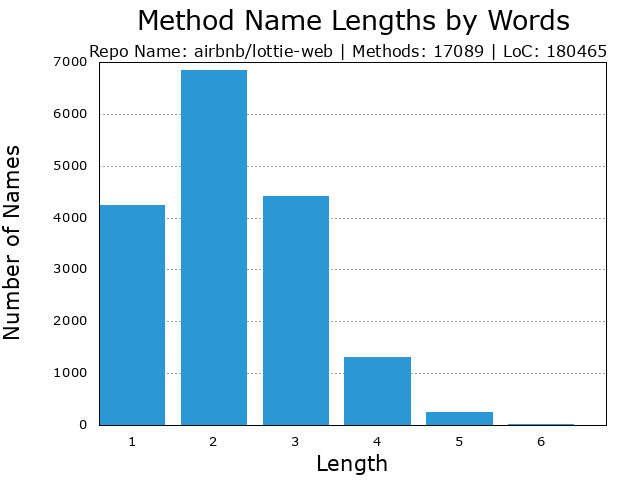 Method Name Lengths by Words
Repo Name: airbnb/lottie-web | Methods: 17089 | LoC: 180465
7000
6000
5000
4000
3000
2000
1000
0
Number of Names
1 2 3 4 5 6
Length